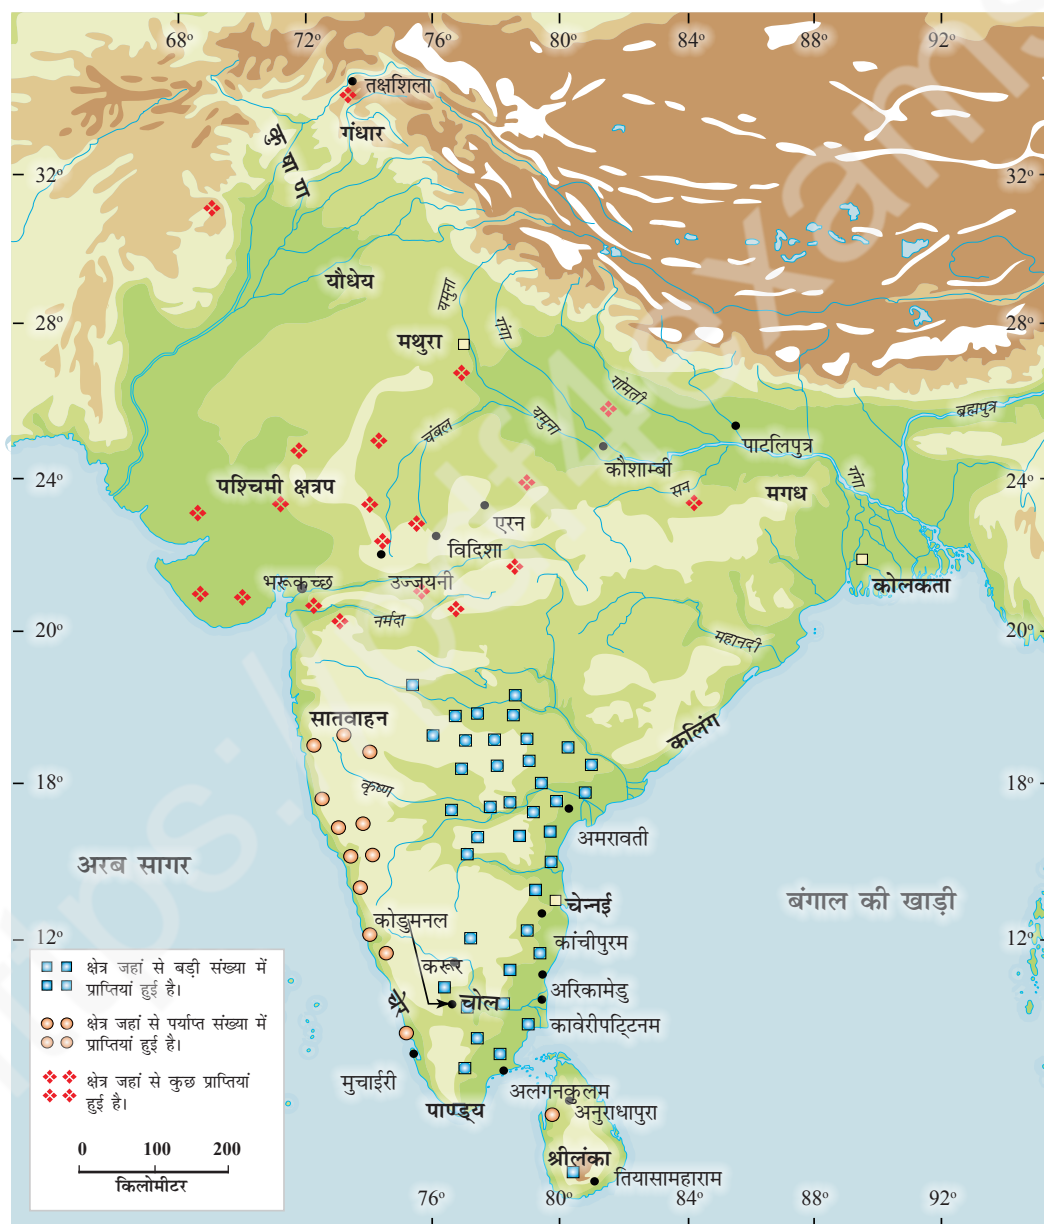 68° 72° 76° 80° 84° 88° 92°
तक्षशिला
गंधार
कुषाण
32° 32°
यौधेय
यमुना
गंगा
28° 28°
मथुरा
गोमती
ब्रह्मपुत्र
चंबल
यमुना
पाटलिपुत्र
कौशाम्बी
गंगा
24° 24°
पश्चिमी क्षत्रप
सन
मगध
एरन
विदिशा
भरूकच्छ
उज्जयनी
कोलकता
नर्मदा
20° 20°
महानदी
सातवाहन
कलिंग
18° 18°
कृष्ण
अमरावती
अरब सागर
बंगाल की खाड़ी
चेन्नई
कोडुमनल
12° 12°
कांचीपुरम
करूर
क्षेत्र जहां से बड़ी संख्या में
प्राप्तियां हुई है।
अरिकामेडु
चोल
चेर
कावेरीपट्टिनम
क्षेत्र जहां से पर्याप्त संख्या में
प्राप्तियां हुई है।
मुचाईरी
क्षेत्र जहां से कुछ प्राप्तियां
हुई है।
अलगनकुलम
पाण्ड्य
अनुराधापुरा
0 100 200
किलोमीटर
श्रीलंका
तियासामहाराम
76° 80° 84° 88° 92°